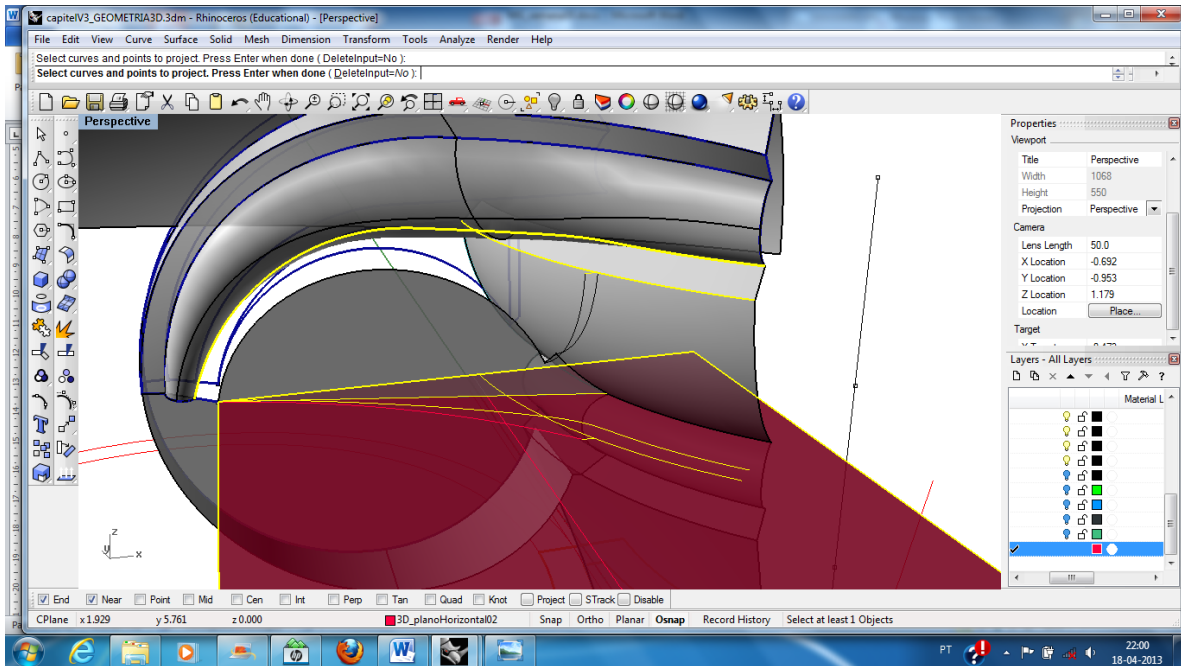 capitelV3_GEOMETRIA3D.3dm - Rhinoceros (Educational) - [Perspective]
File Edit View Curve Surface Solid Mesh Dimension Transform Tools Analyze Render Help
Select curves and points to project. Press Enter when done ( DeleteInput=No ):
Select curves and points to project. Press Enter when done ( DeleteInput=No ):
Perspective
Properties
Viewport
Title Perspective
Width 1068
Height 550
Projection Perspective
Camera
Lens Length 50.0
X Location -0.692
Y Location -0.953
Z Location 1.179
Location Place...
Target
Layers - All Layers
Material L
z
y
x
End Near Point Mid Cen Int Perp Tan Quad Knot Project STrack Disable
CPlane x 1.929 y 5.761 z 0.000 3D_planoHorizontal02 Snap Ortho Planar Osnap Record History Select at least 1 Objects
PT
22:00
18-04-2013